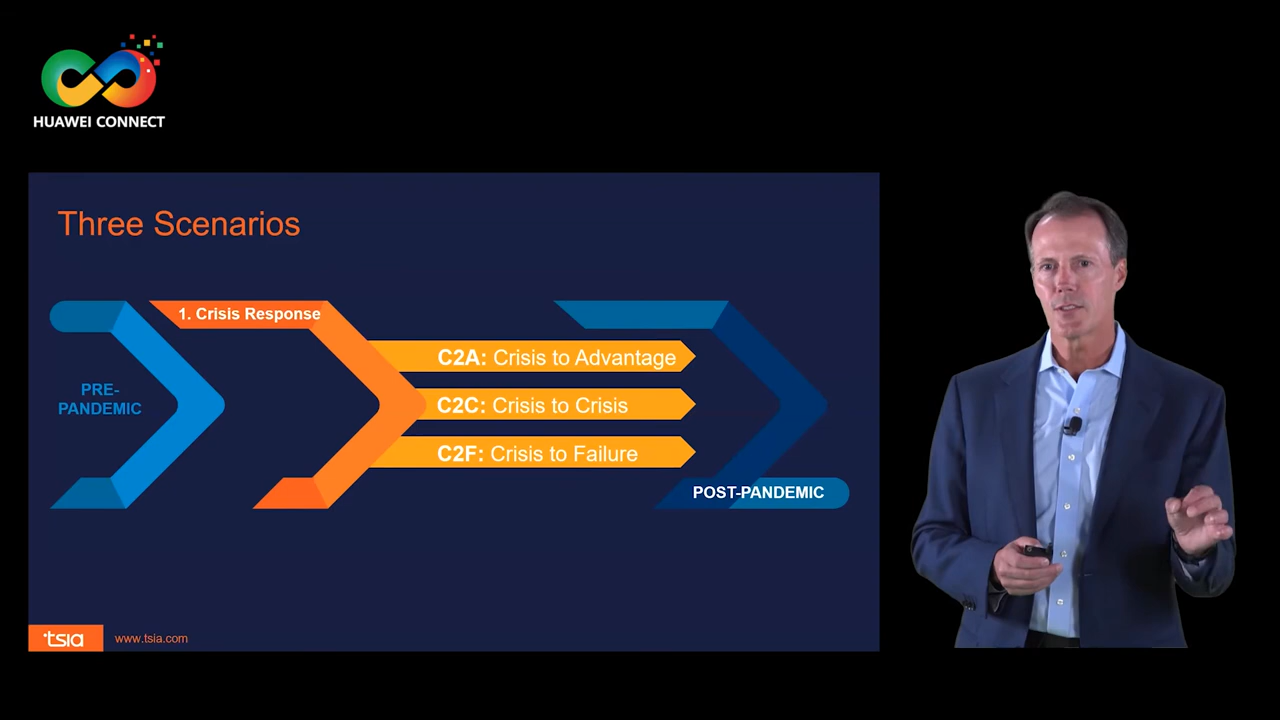 HUAWEI CONNECT
Three Scenarios
1. Crisis Response
C2A: Crisis to Advantage
PRE-
PANDEMIC
C2C: Crisis to Crisis
C2F: Crisis to Failure
POST-PANDEMIC
tsia
www.tsia.com